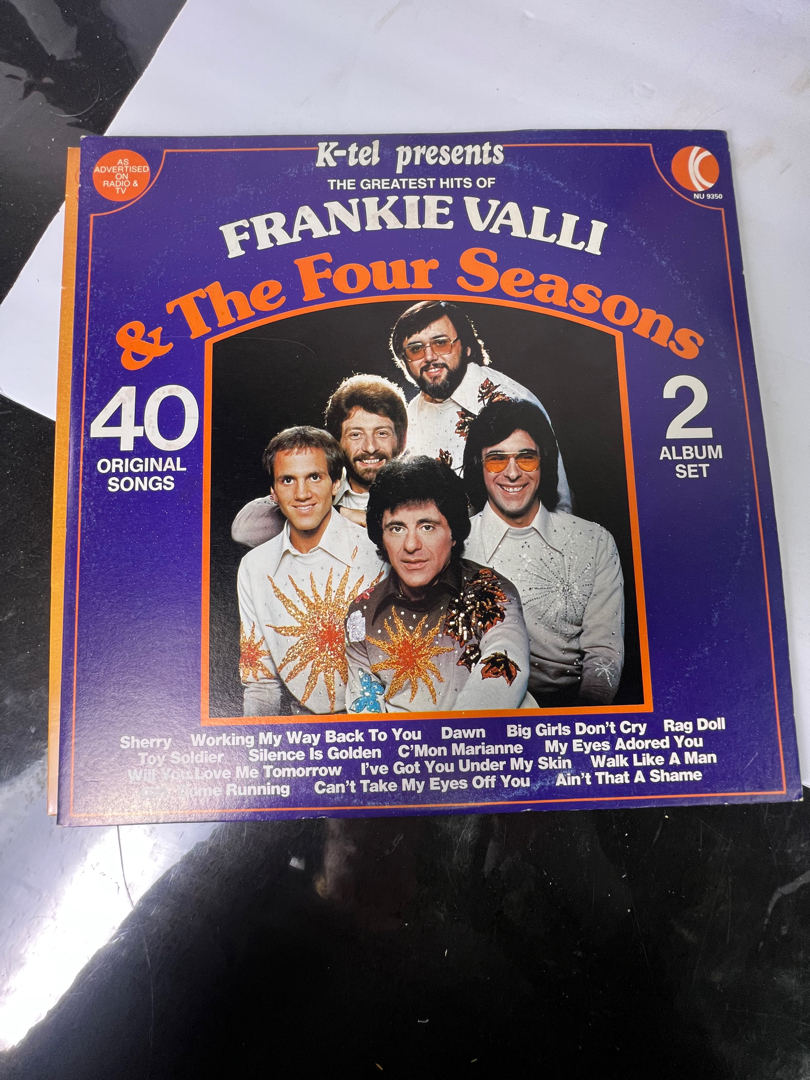 AS
ADVERTISED
ON
RADIO &
TV
K-tel presents
K
NU 9350
THE GREATEST HITS OF
FRANKIE VALLI
& The Four Seasons
40
ORIGINAL
SONGS
2
ALBUM
SET
Sherry Working My Way Back To You Dawn Big Girls Don't Cry Rag Doll
Toy Soldier Silence Is Golden C'Mon Marianne My Eyes Adored You
Will You Love Me Tomorrow I've Got You Under My Skin Walk Like A Man
Home Running Can't Take My Eyes Off You Ain't That A Shame